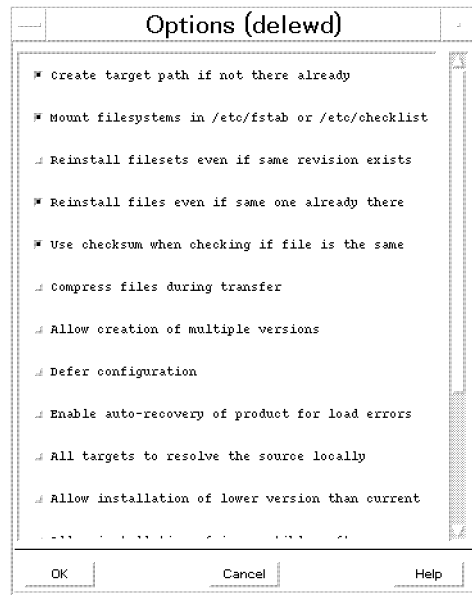 Options (delewd)
Create target path if not there already
Mount filesystems in /etc/fstab or /etc/checklist
Reinstall filesets even if same revision exists
Reinstall files even if same one already there
Use checksum when checking if file is the same
Compress files during transfer
Allow creation of multiple versions
Defer configuration
Enable auto-recovery of product for load errors
All targets to resolve the source locally
Allow installation of lower version than current
OK Cancel Help